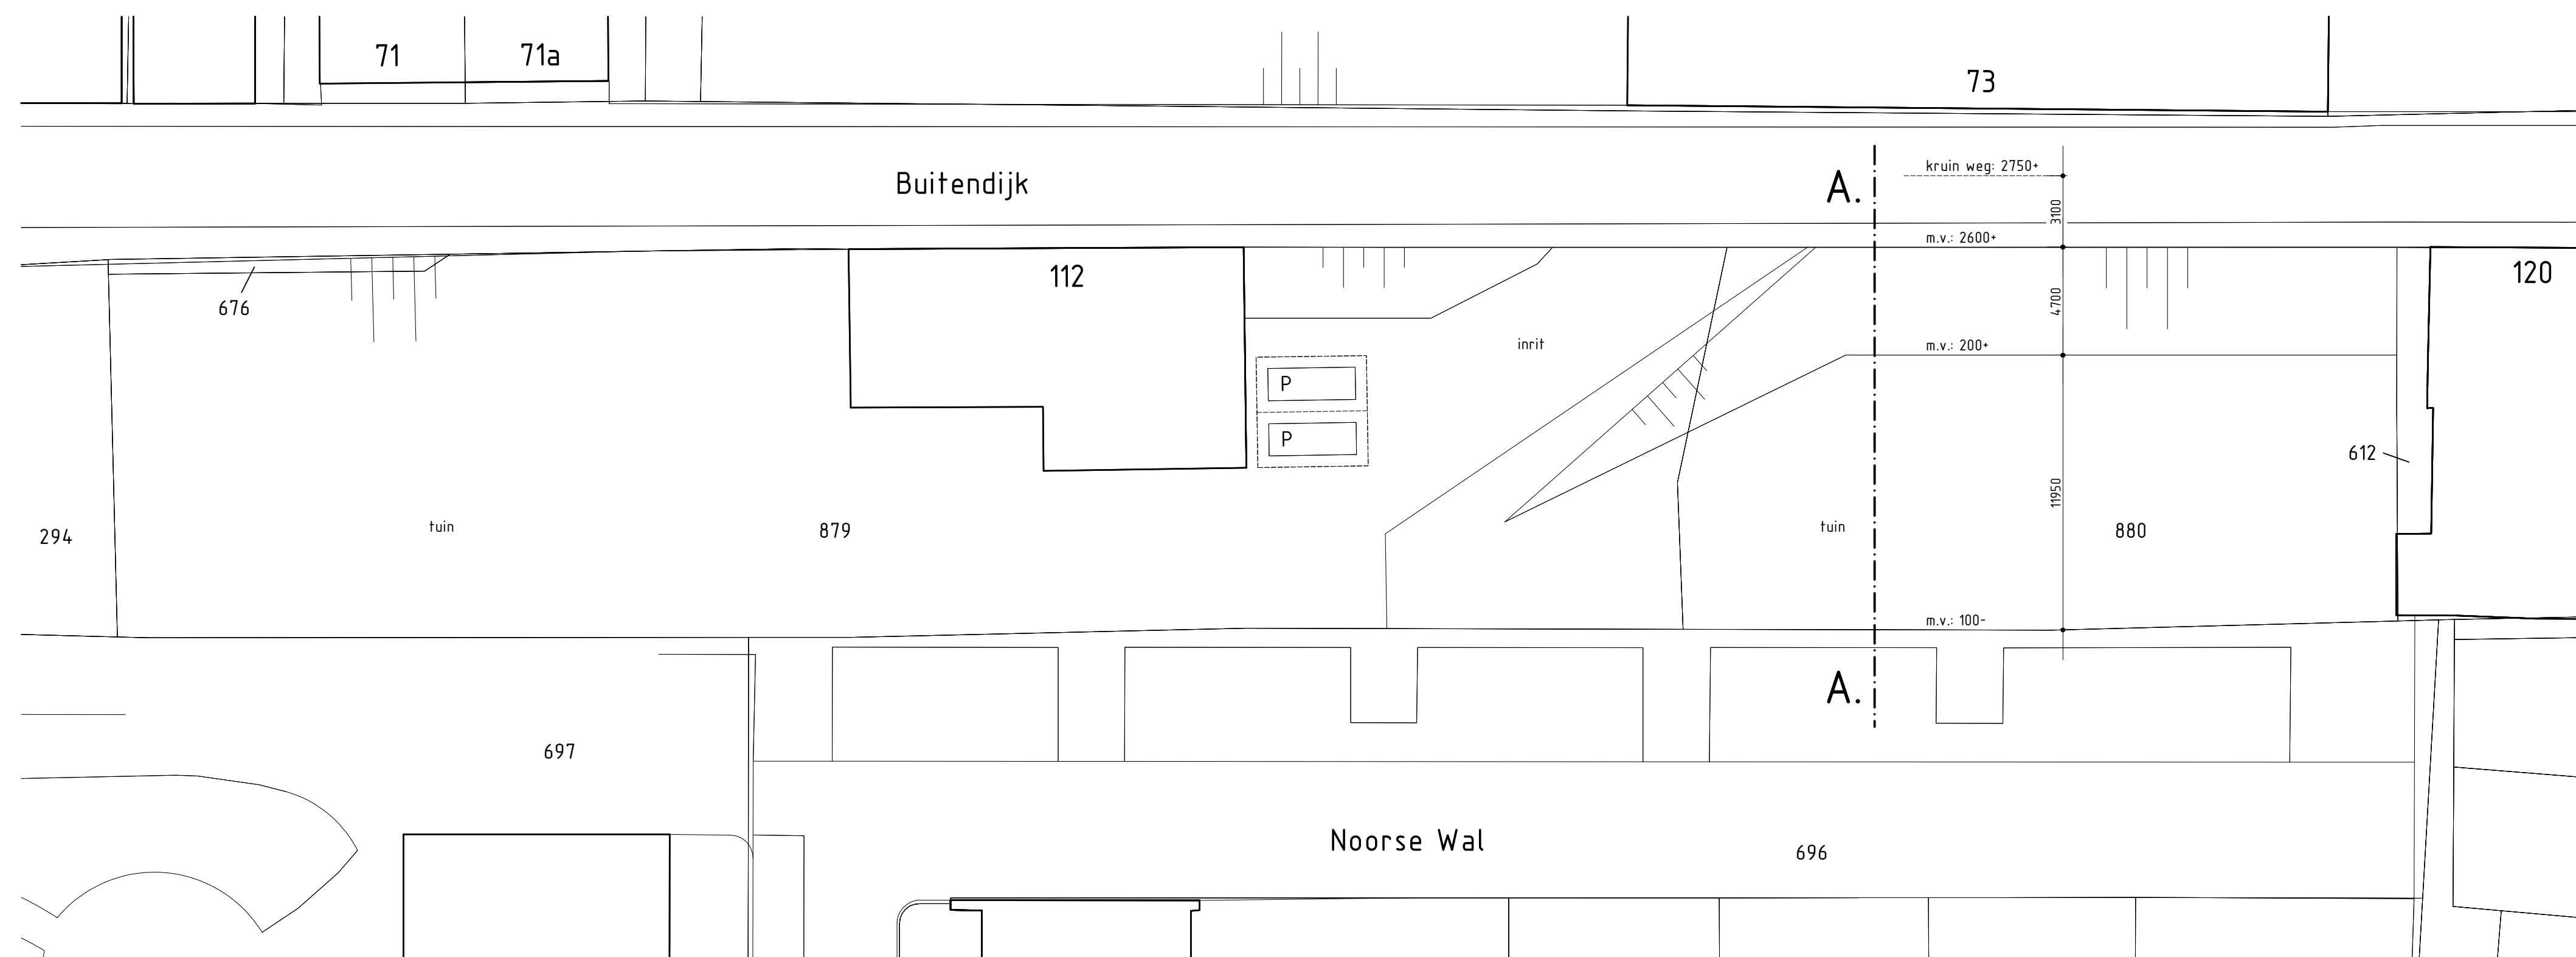 71
71a
73
Buitendijk
A.
kruin weg: 2750+
3100
m.v.: 2600+
676
112
120
4700
inrit
m.v.: 200+
P
P
612
11950
294
tuin
879
tuin
880
m.v.: 100-
A.
697
Noorse Wal
696